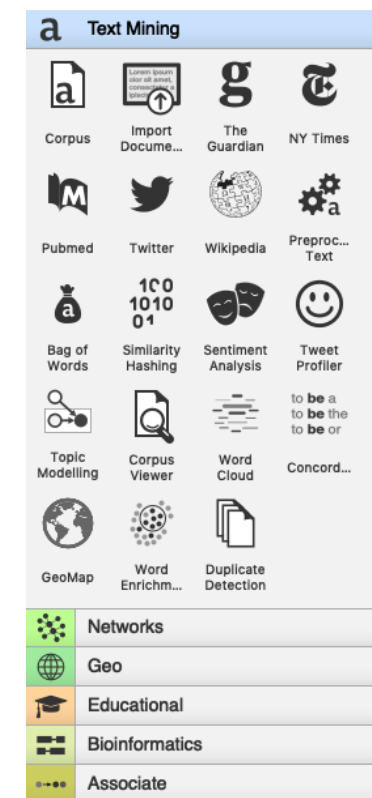 a Text Mining
Lorem ipsum
dolor sit amet,
a
g
Corpus
Import
Docume...
The
Guardian
NY Times
M
a
Pubmed
Twitter
Wikipedia
Preproc...
Text
a
100
1010
01
Bag of
Words
Similarity
Hashing
Sentiment
Analysis
Tweet
Profiler
to be a
to be the
to be or
Topic
Modelling
Corpus
Viewer
Word
Cloud
Concord...
GeoMap
Word
Enrichm...
Duplicate
Detection
Networks
Geo
Educational
Bioinformatics
Associate